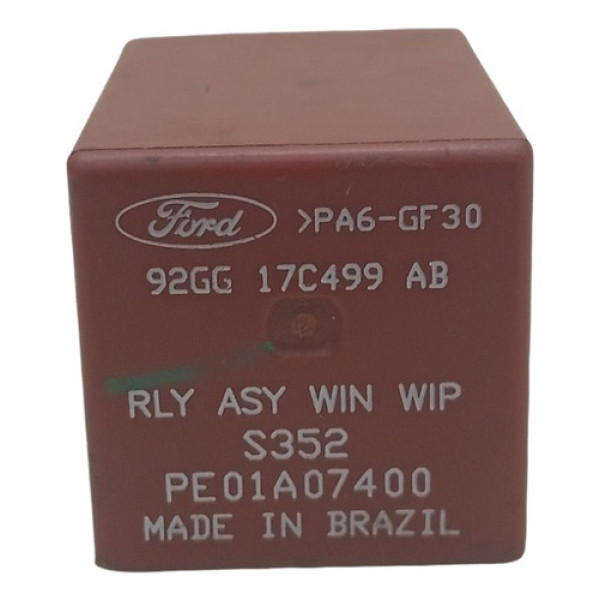 Ford >PA6-GF30
92GG 17C499 AB
RLY ASY WIN WIP
S352
PE01A07400
MADE IN BRAZIL